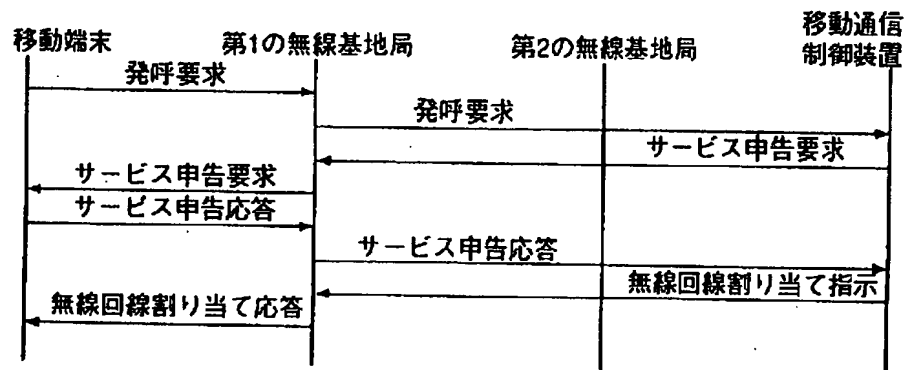 移動端末
第1の無線基地局
第2の無線基地局
移動通信
制御装置
発呼要求
発呼要求
サービス申告要求
サービス申告要求
サービス申告応答
サービス申告応答
無線回線割り当て指示
無線回線割り当て応答